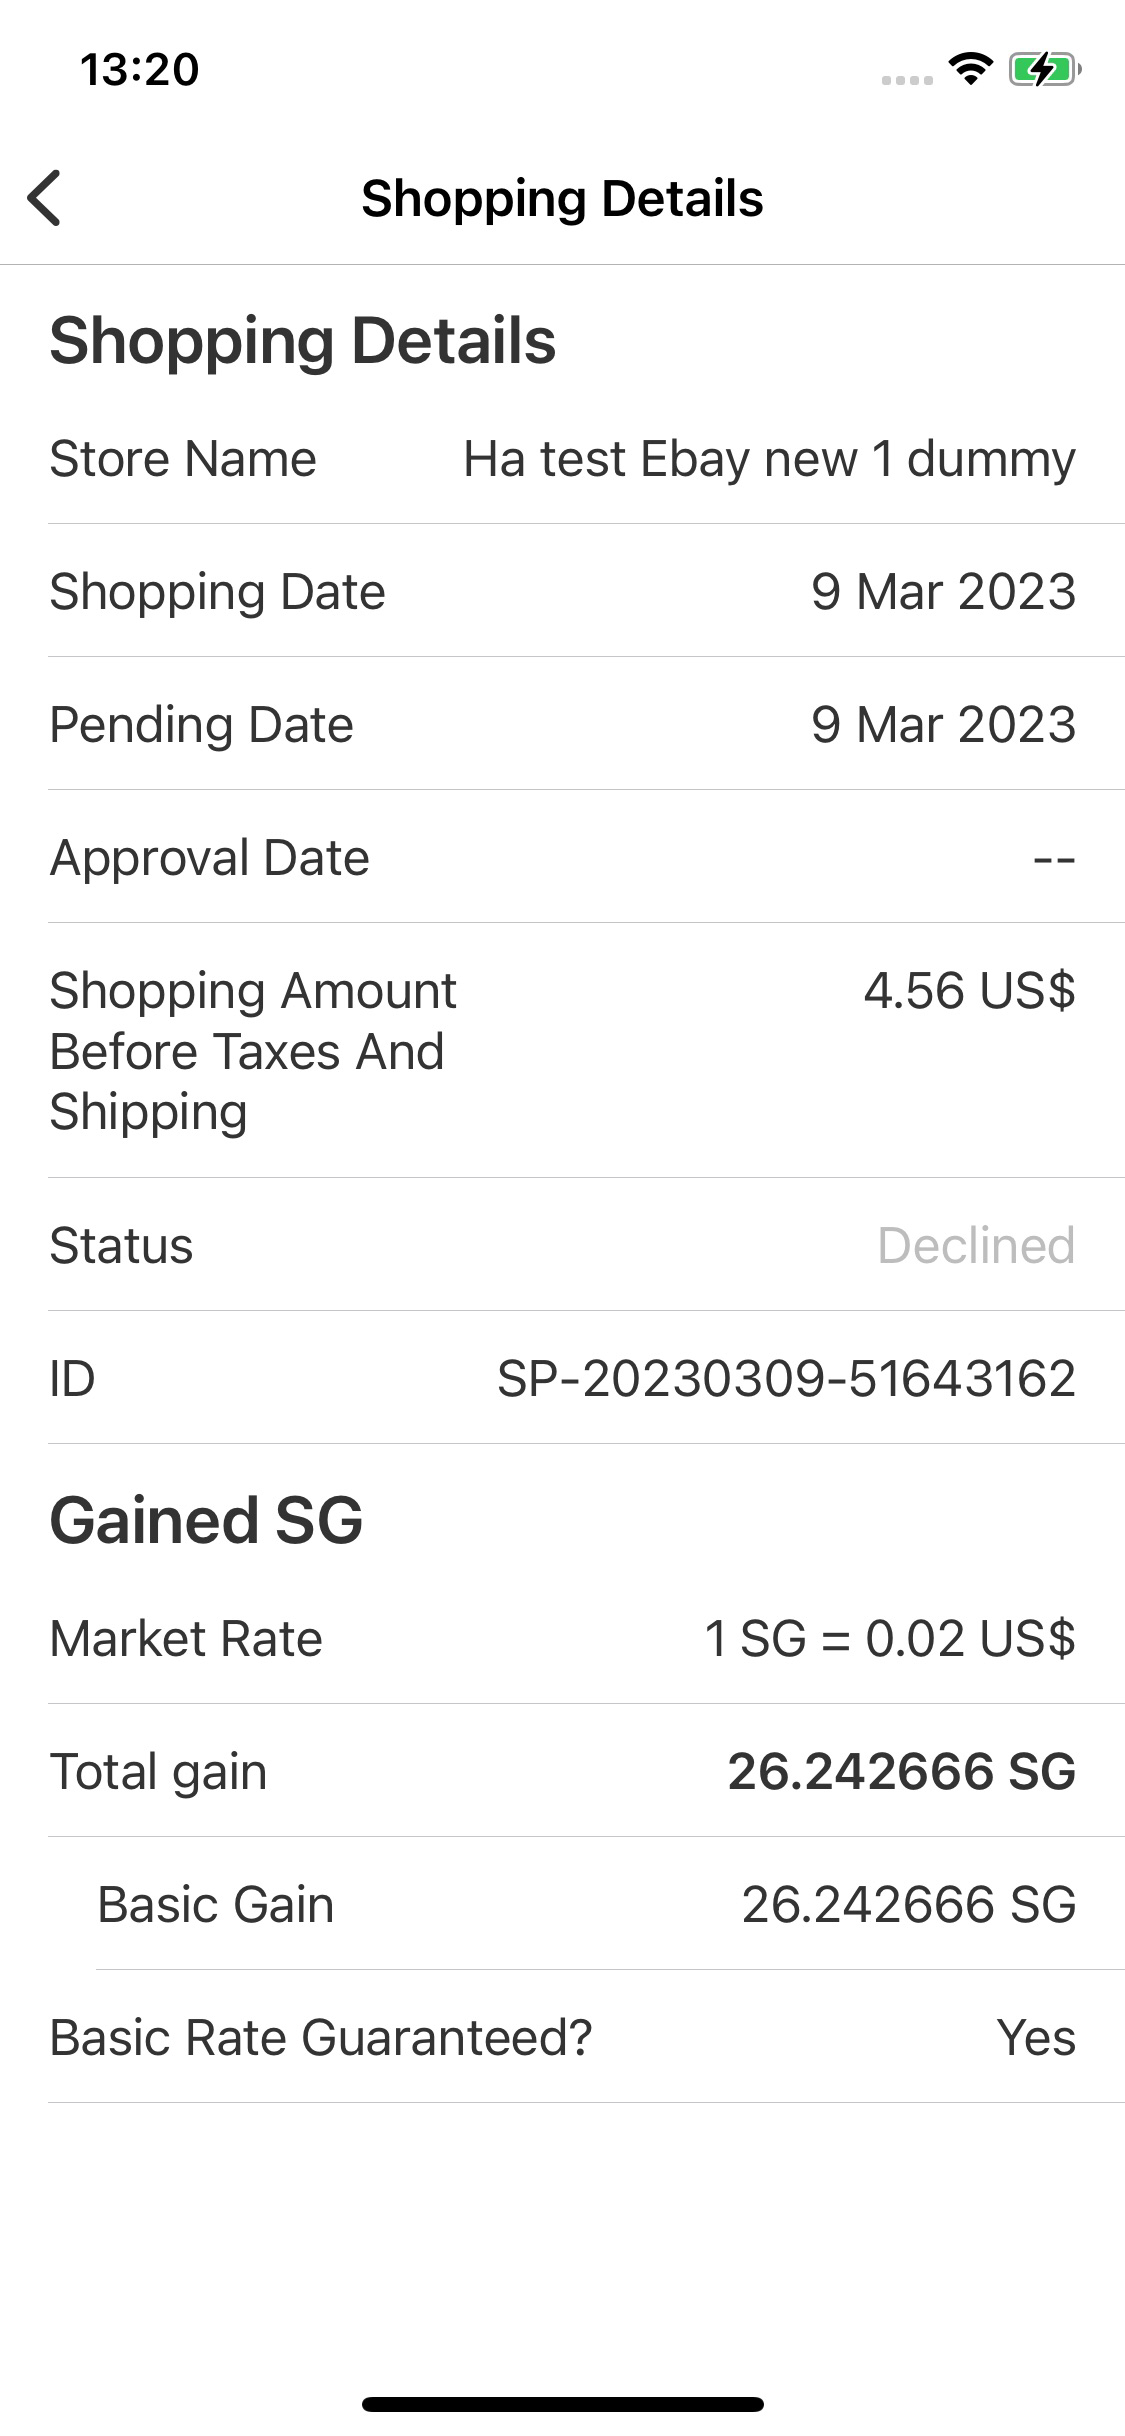 13:20
Shopping Details
Shopping Details
Store Name Ha test Ebay new 1 dummy
Shopping Date 9 Mar 2023
Pending Date 9 Mar 2023
Approval Date --
Shopping Amount 4.56 US$
Before Taxes And
Shipping
Status Declined
ID SP-20230309-51643162
Gained SG
Market Rate 1 SG = 0.02 US$
Total gain 26.242666 SG
Basic Gain 26.242666 SG
Basic Rate Guaranteed? Yes